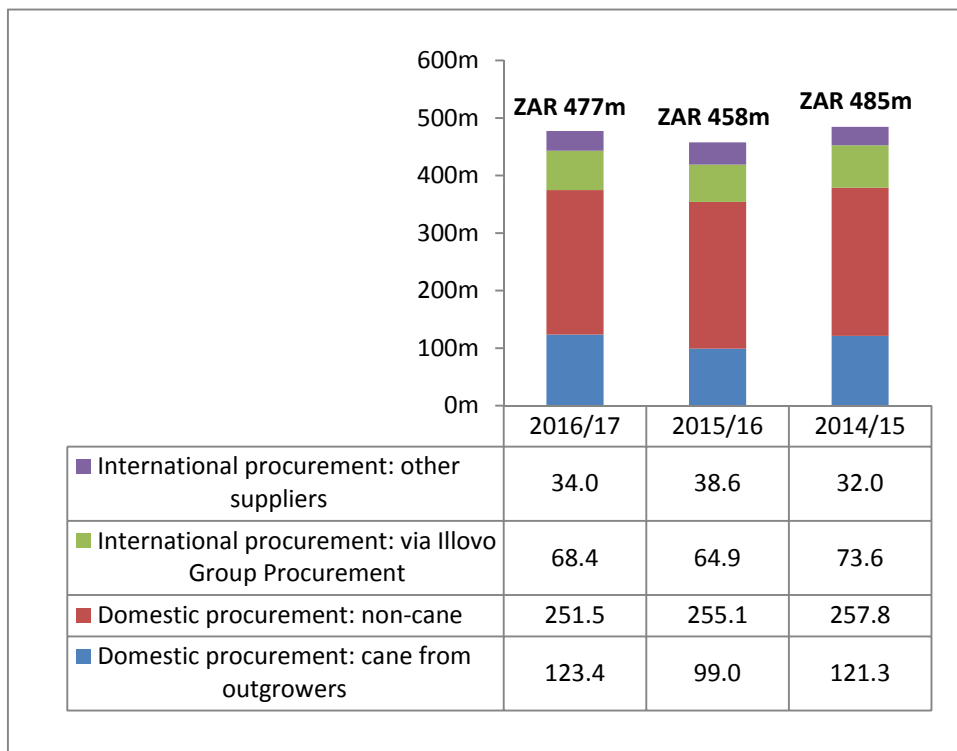 600m
500m
400m
300m
200m
100m
0m
ZAR 477m
ZAR 458m
ZAR 485m
2016/17 2015/16 2014/15
International procurement: other
suppliers
34.0 38.6 32.0
International procurement: via Illovo
Group Procurement
68.4 64.9 73.6
Domestic procurement: non-cane 251.5 255.1 257.8
Domestic procurement: cane from
outgrowers
123.4 99.0 121.3